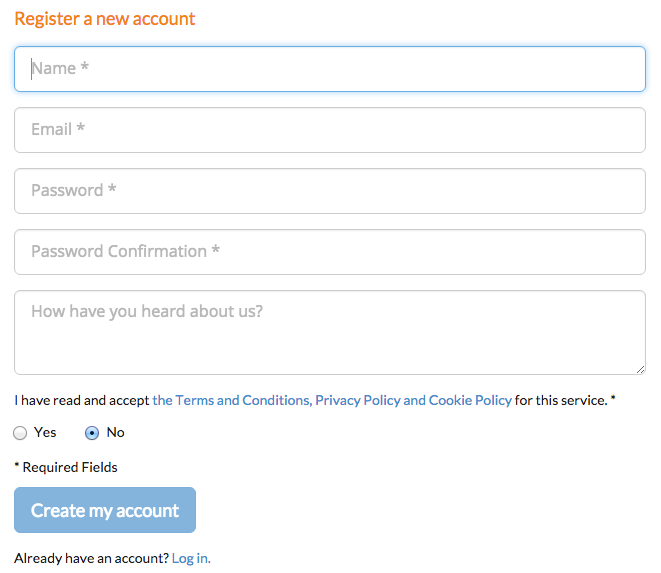 Register a new account
Name *
Email *
Password *
Password Confirmation *
How have you heard about us?
I have read and accept the Terms and Conditions, Privacy Policy and Cookie Policy for this service. *
Yes No
* Required Fields
Create my account
Already have an account? Log in.